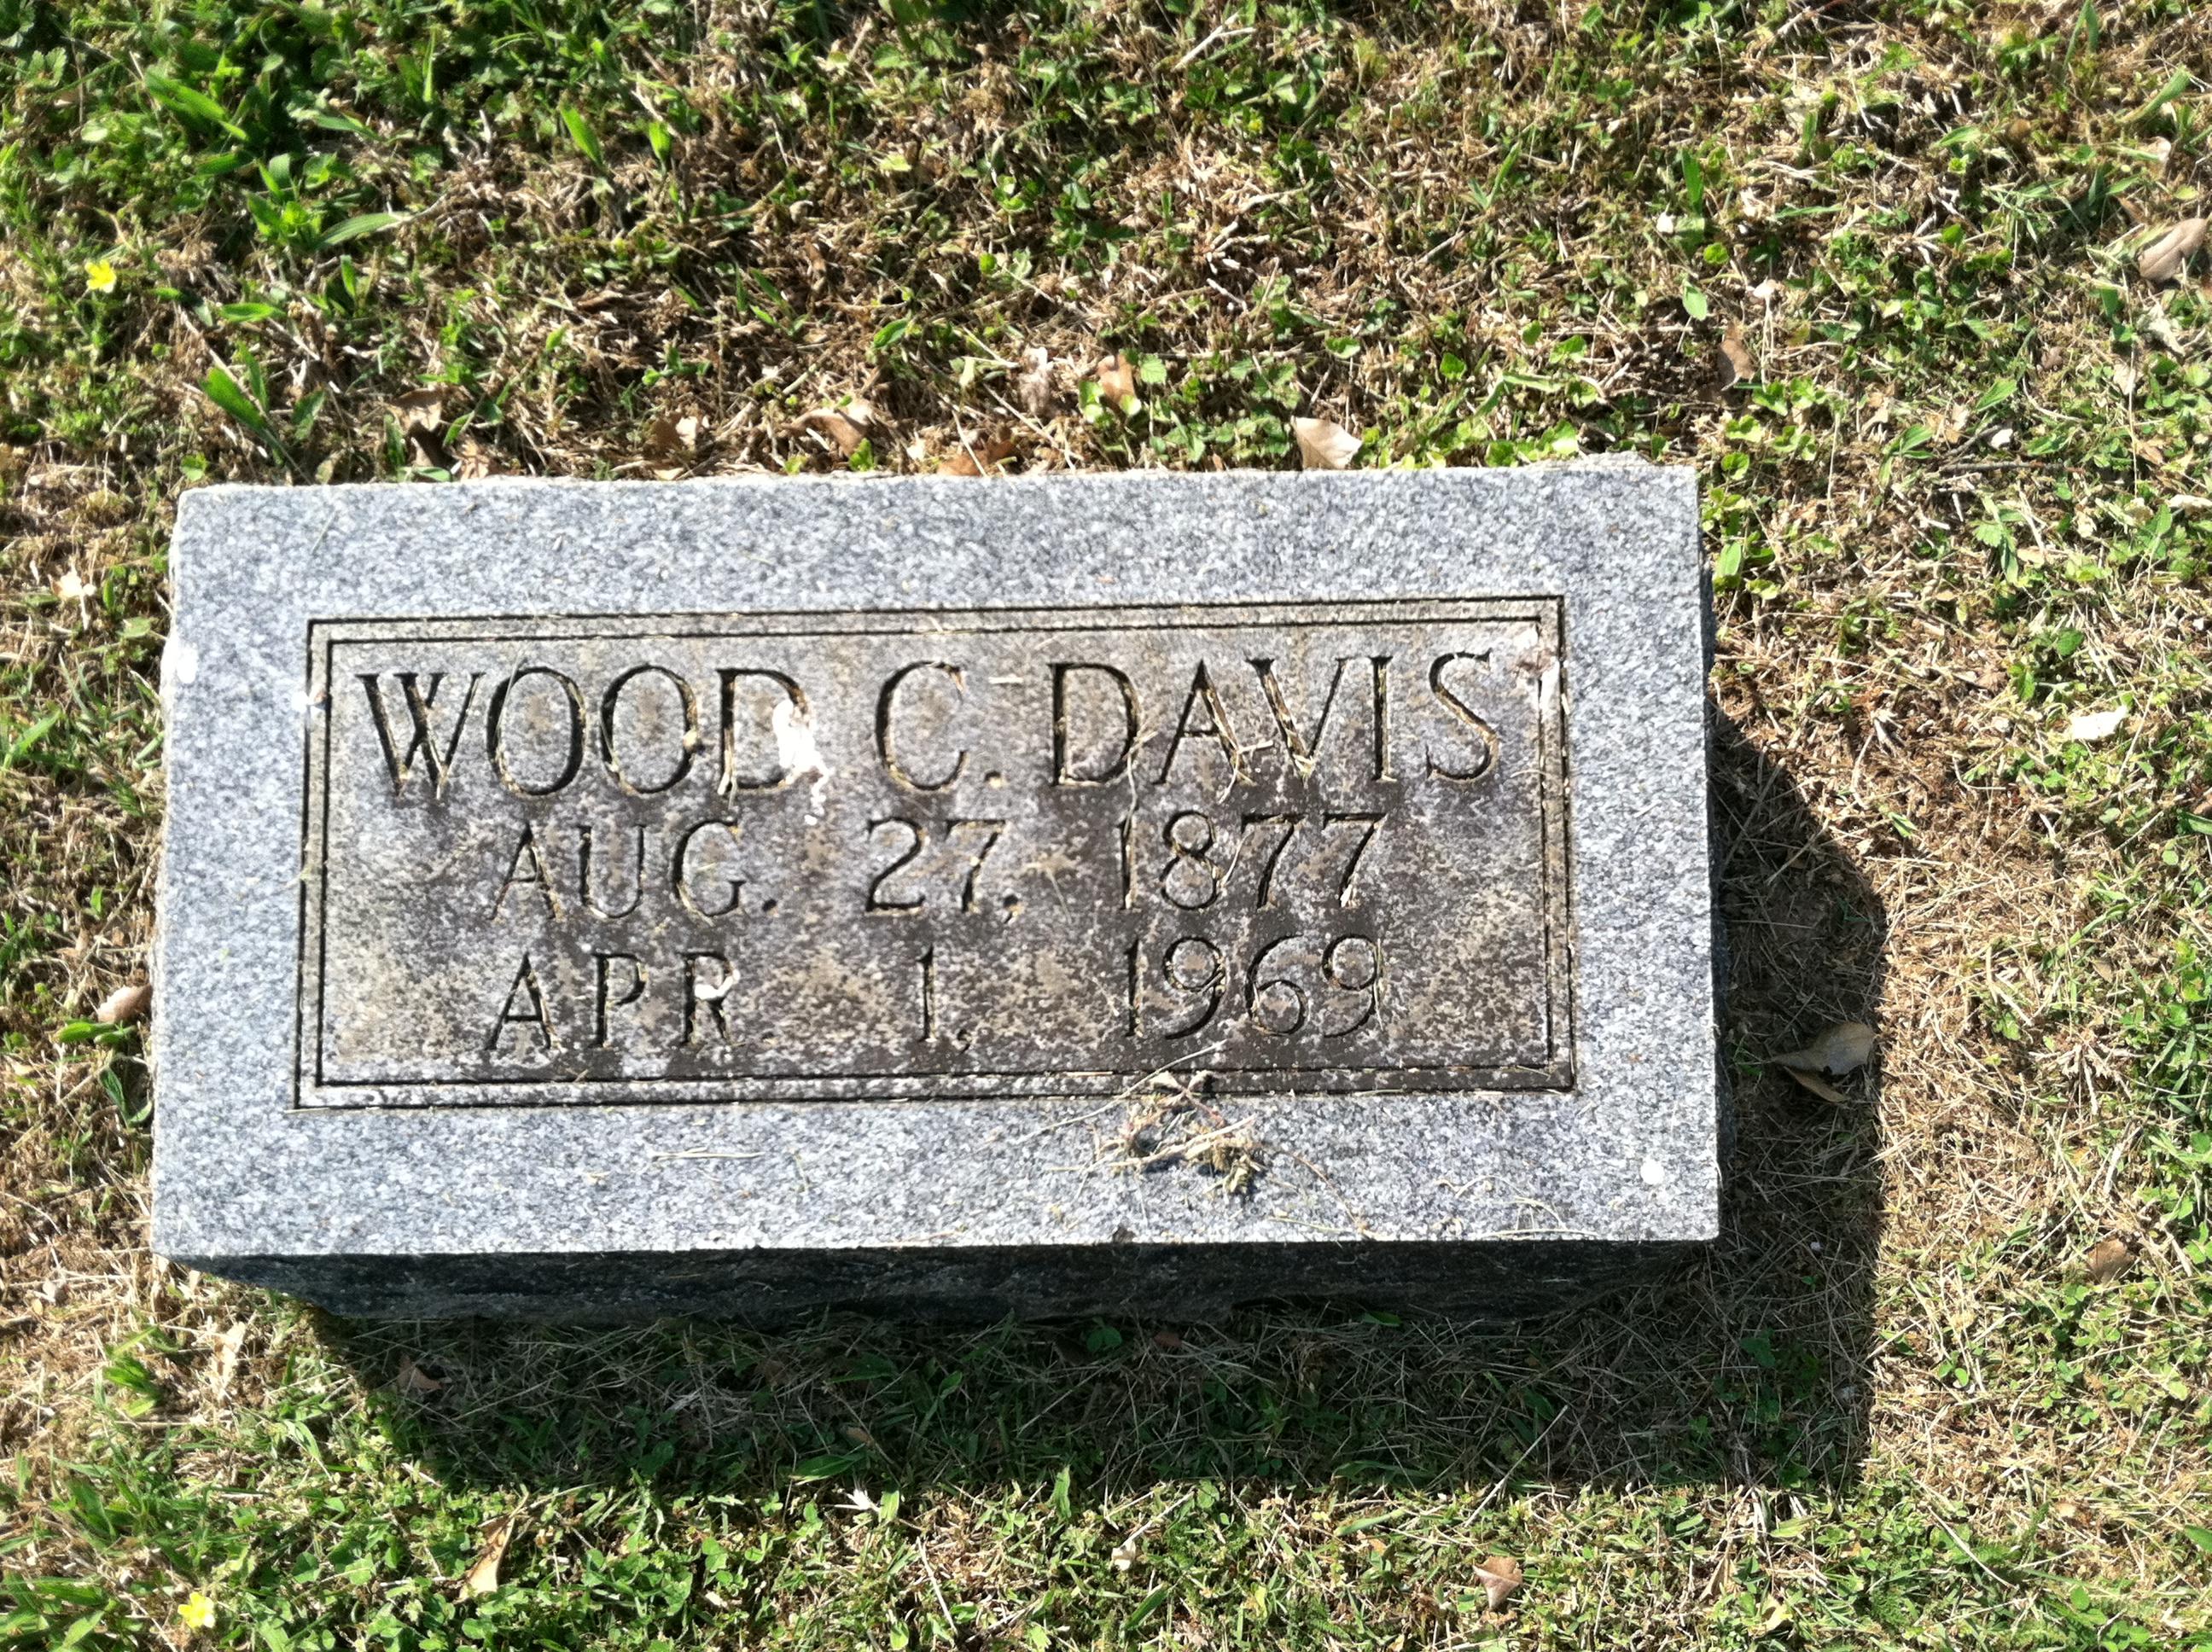 WOOD C. DAVIS
AUG. 27, 1877
APR. 1, 1969